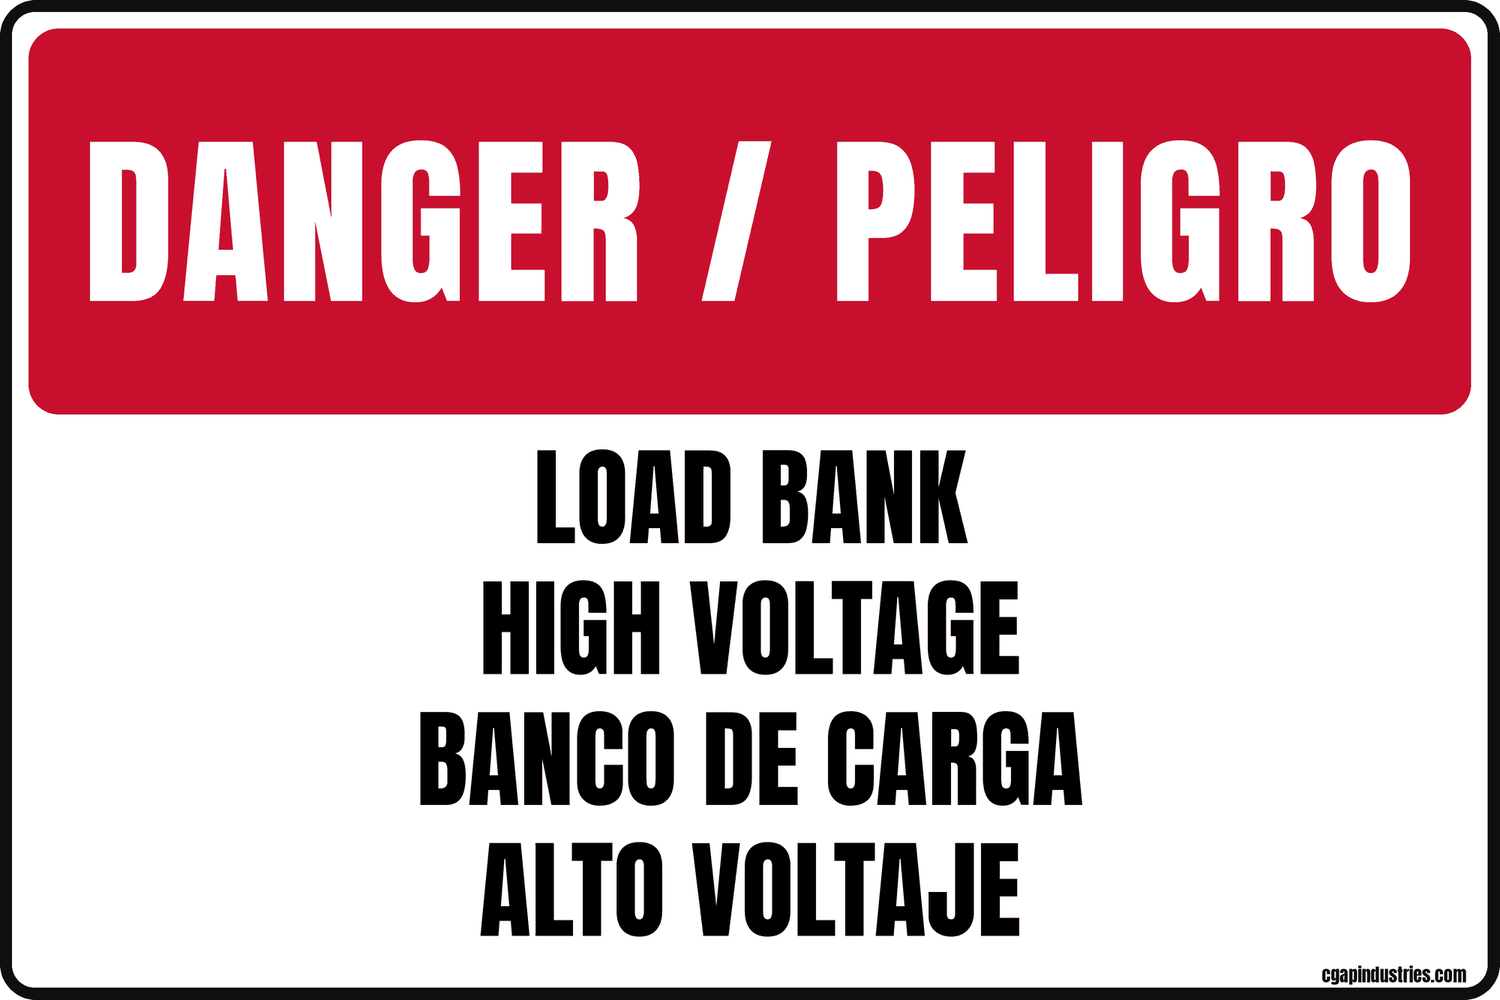 DANGER / PELIGRO
LOAD BANK
HIGH VOLTAGE
BANCO DE CARGA
ALTO VOLTAJE
cgapindustries.com